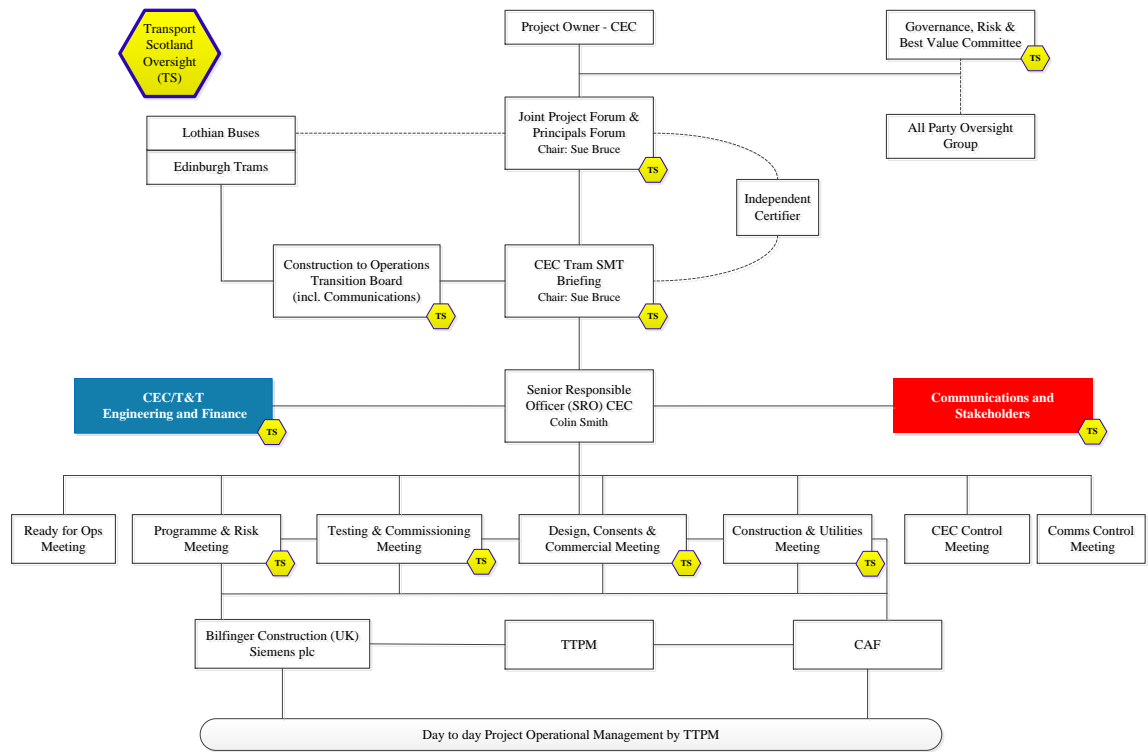 Transport
Scotland
Oversight
(TS)
Project Owner - CEC
Governance, Risk &
Best Value Committee
TS
Lothian Buses
Edinburgh Trams
Joint Project Forum &
Principals Forum
Chair: Sue Bruce
TS
All Party Oversight
Group
Independent
Certifier
Construction to Operations
Transition Board
(incl. Communications)
TS
CEC Tram SMT
Briefing
Chair: Sue Bruce
TS
CEC/T&T
Engineering and Finance
TS
Senior Responsible
Officer (SRO) CEC
Colin Smith
Communications and
Stakeholders
TS
Ready for Ops
Meeting
Programme & Risk
Meeting
TS
Testing & Commissioning
Meeting
TS
Design, Consents &
Commercial Meeting
TS
Construction & Utilities
Meeting
TS
CEC Control
Meeting
Comms Control
Meeting
Bilfinger Construction (UK)
Siemens plc
TTPM
CAF
Day to day Project Operational Management by TTPM